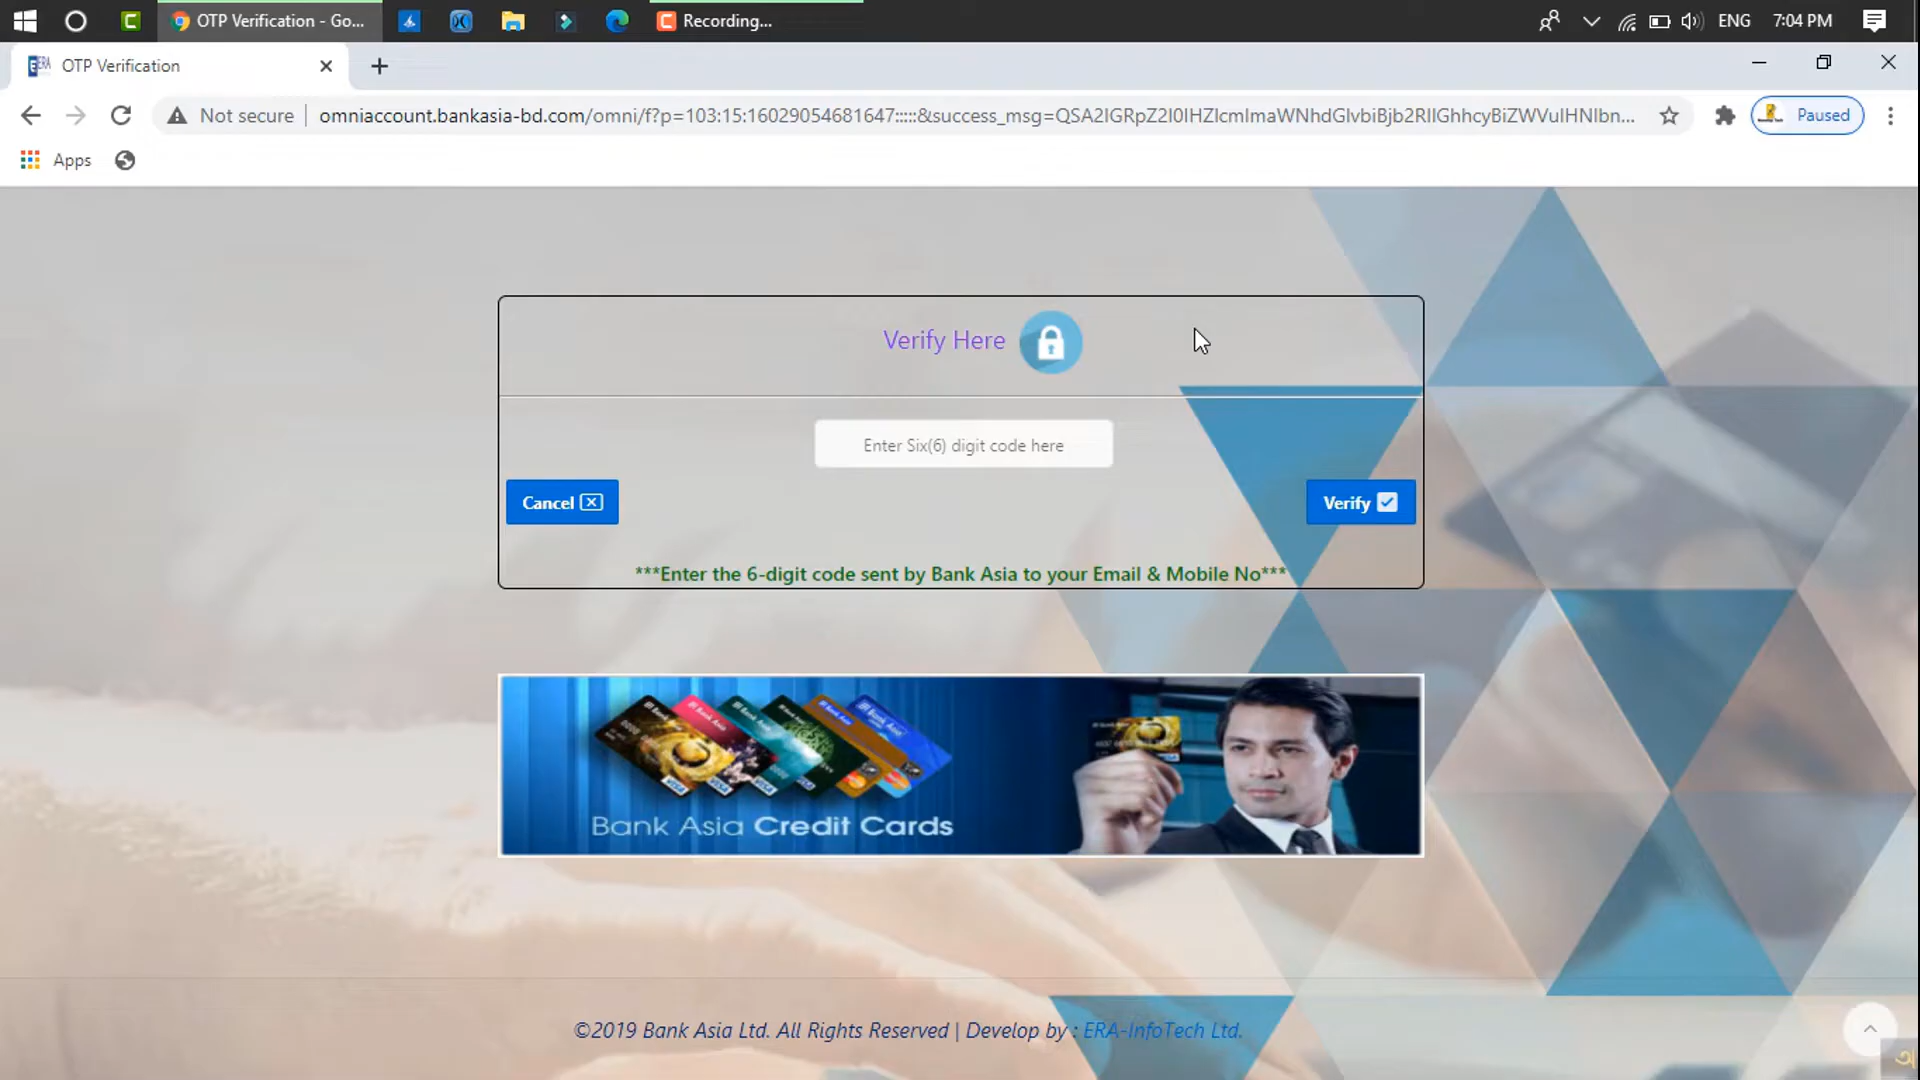 OTP Verification - Go...
Recording...
ENG
7:04 PM
OTP Verification
Not secure
omniaccount.bankasia-bd.com/omni/f?p=103:15:16029054681647:::::&success_msg=QSA2IGRpZ2l0IHZlcmlmaWNhdGlvbiBjb2RlIGhhcyBiZWVuIHNlbn...
Paused
Apps
Verify Here
Enter Six(6) digit code here
Cancel
Verify
***Enter the 6-digit code sent by Bank Asia to your Email & Mobile No***
Bank Asia Credit Cards
©2019 Bank Asia Ltd. All Rights Reserved | Develop by : ERA-InfoTech Ltd.